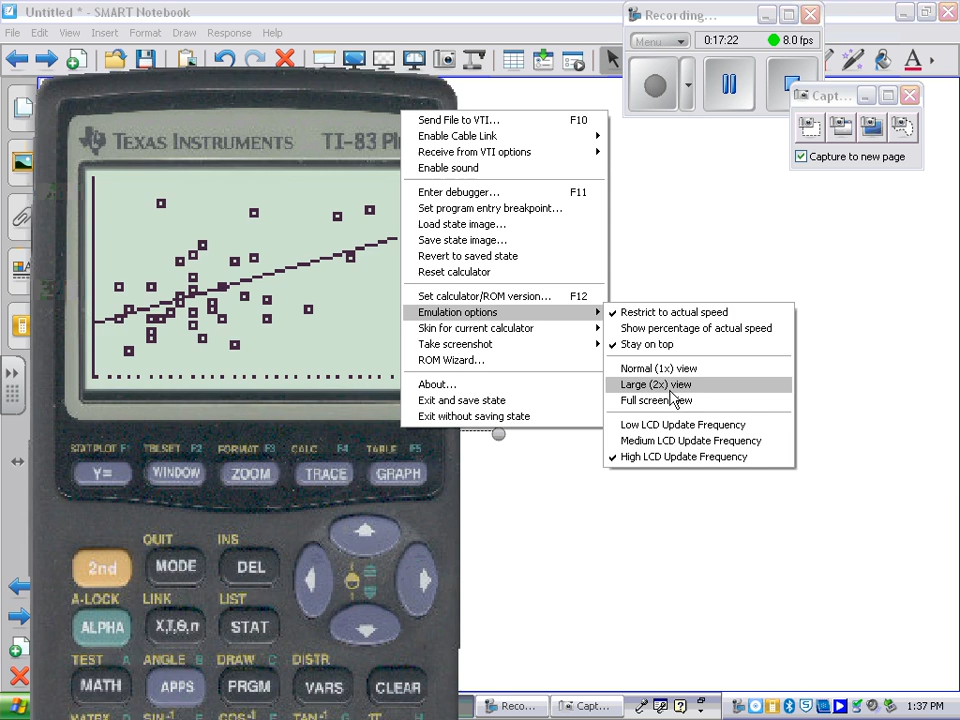 Untitled * - SMART Notebook
File Edit View Insert Format Draw Response Help
Recording...
Menu
0:17:22
8.0 fps
Capt...
Capture to new page
TEXAS INSTRUMENTS TI-83 Pl
Send File to VTI... F10
Enable Cable Link
Receive from VTI options
Enable sound
Enter debugger... F11
Set program entry breakpoint...
Load state image...
Save state image...
Revert to saved state
Reset calculator
Set calculator/ROM version... F12
Emulation options
Skin for current calculator
Take screenshot
ROM Wizard...
About...
Exit and save state
Exit without saving state
Restrict to actual speed
Show percentage of actual speed
Stay on top
Normal (1x) view
Large (2x) view
Full screen view
Low LCD Update Frequency
Medium LCD Update Frequency
High LCD Update Frequency
STAT PLOT F1 TBLSET F2 FORMAT F3 CALC F4 TABLE F5
Y= WINDOW ZOOM TRACE GRAPH
QUIT INS
2nd MODE DEL
A-LOCK LINK LIST
ALPHA X,T,Θ,n STAT
TEST A ANGLE B DRAW C DISTR
MATH APPS PRGM VARS CLEAR
MATRX D SIN⁻¹ E COS⁻¹ F TAN⁻¹ G π H
start
Reco...
Capt...
1:37 PM